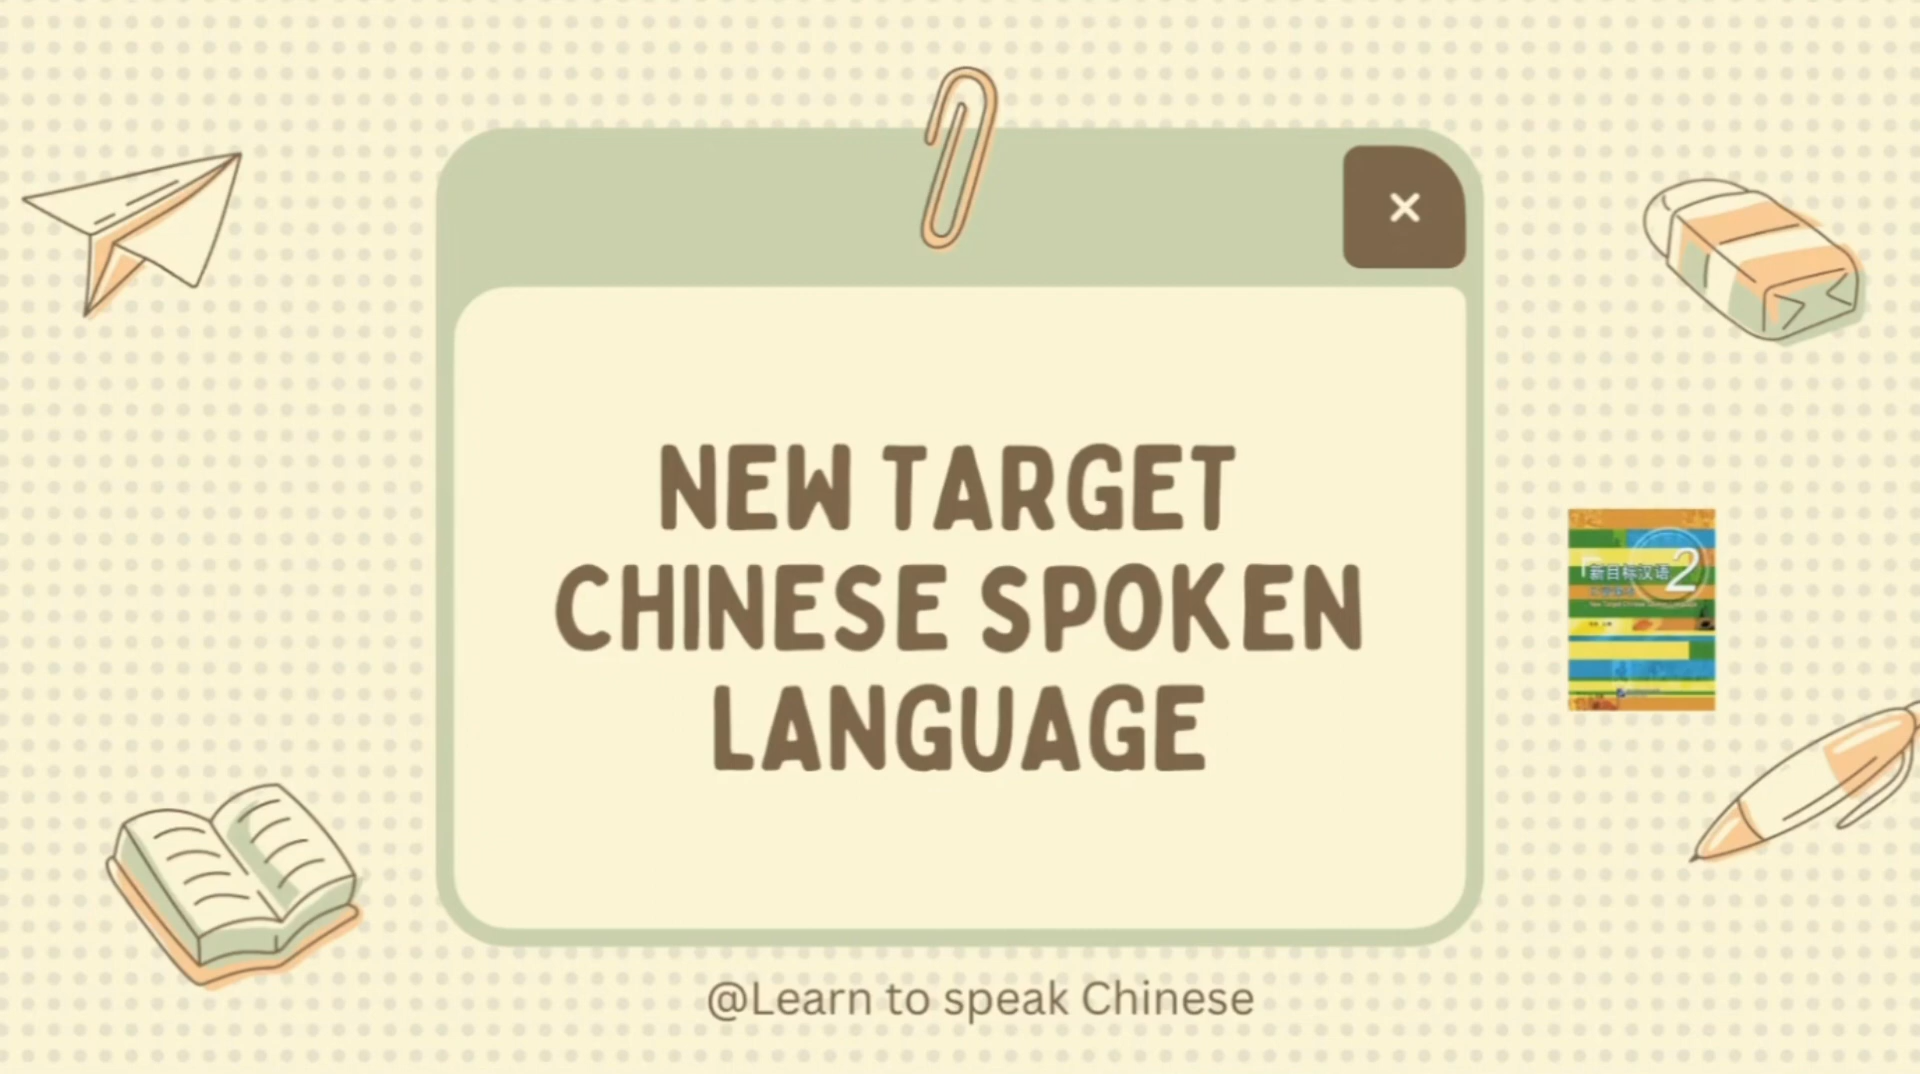 NEW TARGET
CHINESE SPOKEN
LANGUAGE
新目标汉语
2
@Learn to speak Chinese